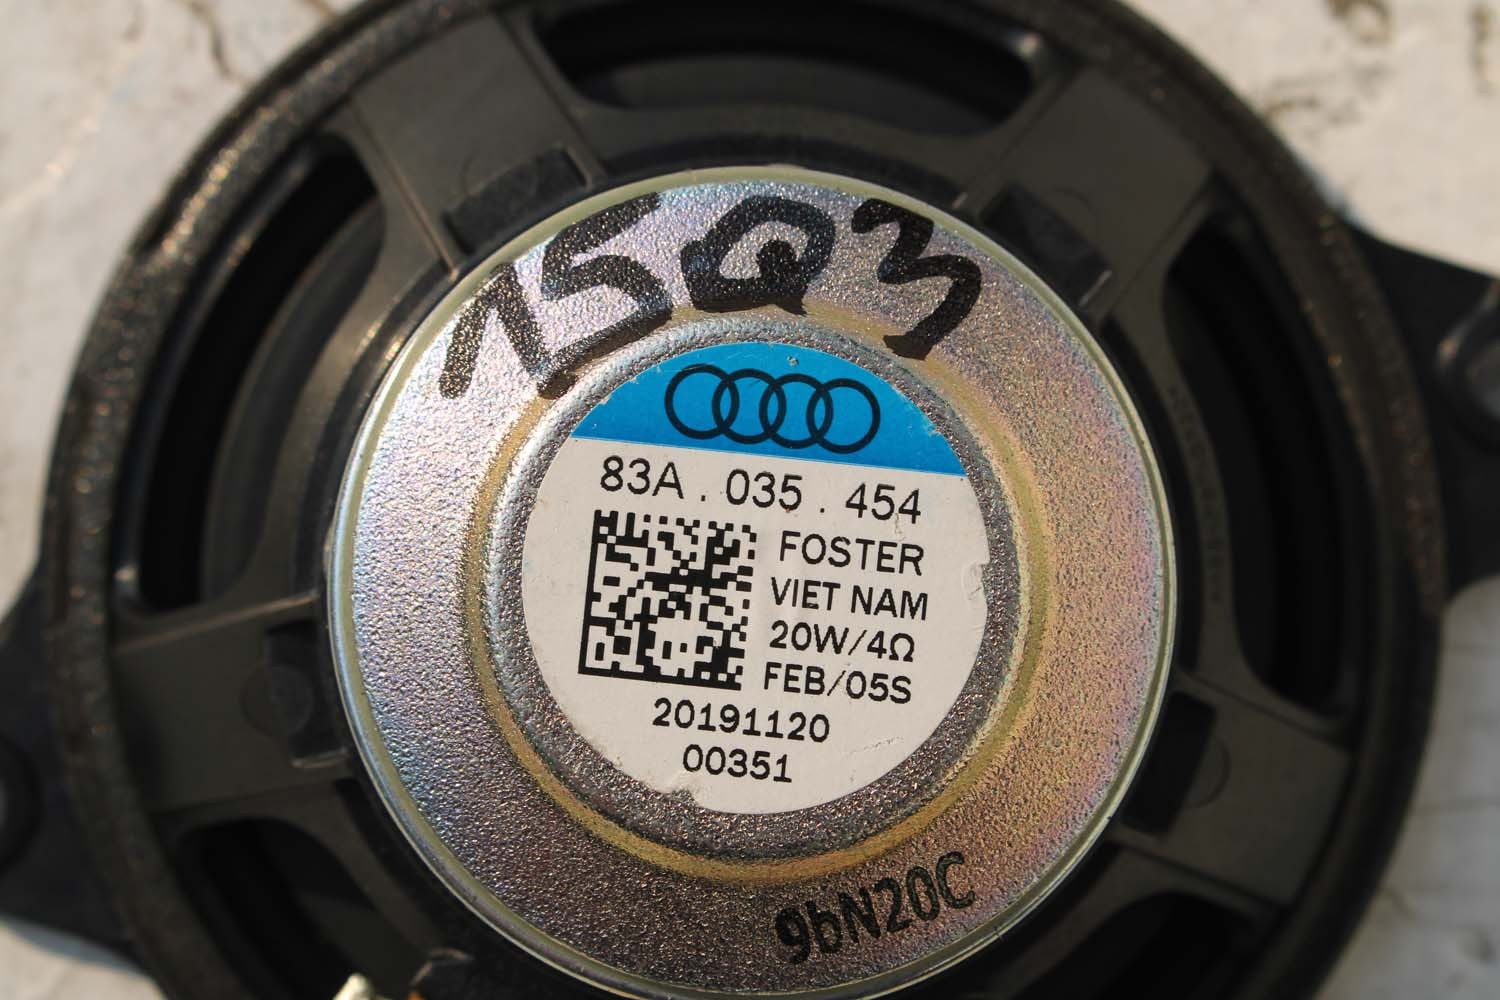 15Q3
83A . 035 . 454
FOSTER
VIET NAM
20W/4Ω
FEB/05S
20191120
00351
9bN20C